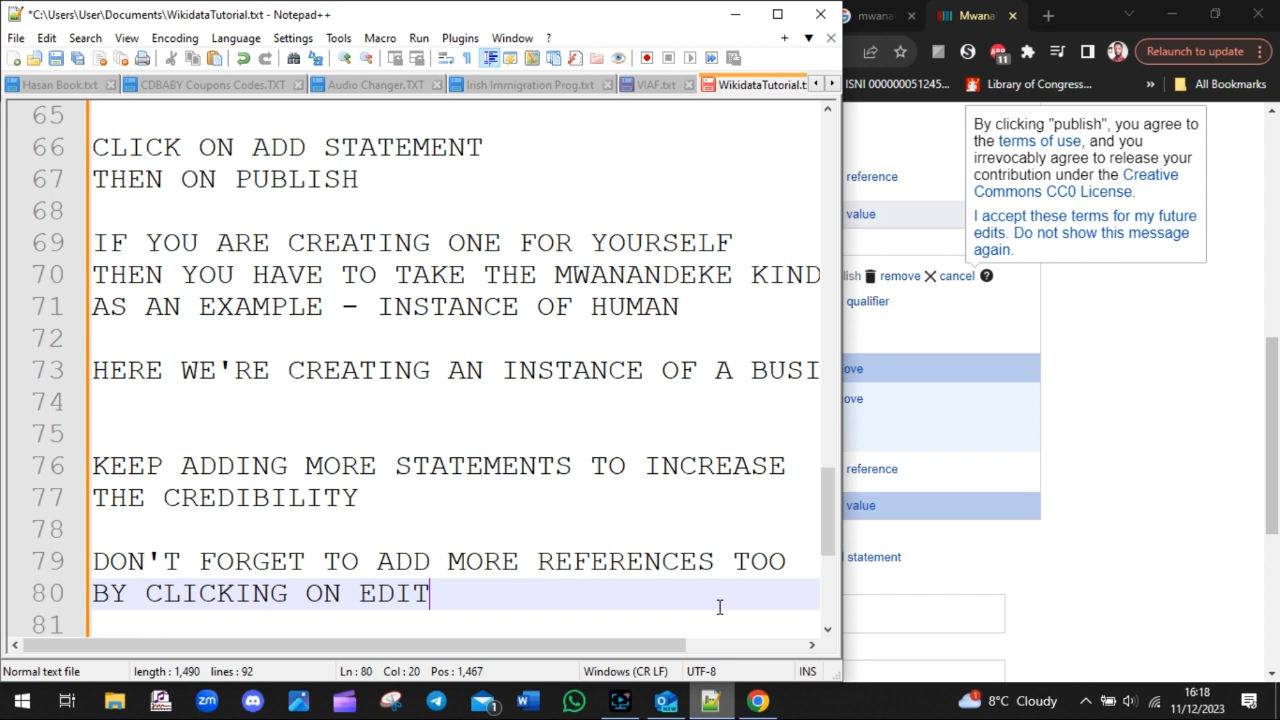 *C:\Users\User\Documents\WikidataTutorial.txt - Notepad++
File Edit Search View Encoding Language Settings Tools Macro Run Plugins Window ?
Hasan Book.txt CDBABY Coupons Codes.TXT Audio Changer.TXT Irish Immigration Prog.txt VIAF.txt WikidataTutorial.t
65
66 CLICK ON ADD STATEMENT
67 THEN ON PUBLISH
68
69 IF YOU ARE CREATING ONE FOR YOURSELF
70 THEN YOU HAVE TO TAKE THE MWANANDEKE KIND
71 AS AN EXAMPLE - INSTANCE OF HUMAN
72
73 HERE WE'RE CREATING AN INSTANCE OF A BUSI
74
75
76 KEEP ADDING MORE STATEMENTS TO INCREASE
77 THE CREDIBILITY
78
79 DON'T FORGET TO ADD MORE REFERENCES TOO
80 BY CLICKING ON EDIT
81
Normal text file length : 1,490 lines : 92 Ln : 80 Col : 20 Pos : 1,467 Windows (CR LF) UTF-8 INS
mwana Mwana
11 Relaunch to update
ISNI 0000000051245... Library of Congress... » All Bookmarks
By clicking "publish", you agree to
the terms of use, and you
irrevocably agree to release your
contribution under the Creative
Commons CC0 License.
I accept these terms for my future
edits. Do not show this message
again.
reference
value
lish remove cancel
qualifier
ove
ove
reference
value
statement
1
8°C Cloudy
16:18
11/12/2023